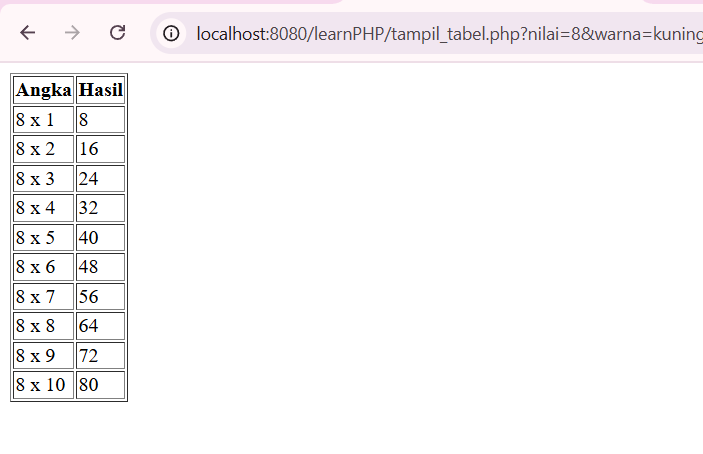 localhost:8080/learnPHP/tampil_tabel.php?nilai=8&warna=kuning
Angka Hasil
8 x 1 8
8 x 2 16
8 x 3 24
8 x 4 32
8 x 5 40
8 x 6 48
8 x 7 56
8 x 8 64
8 x 9 72
8 x 10 80